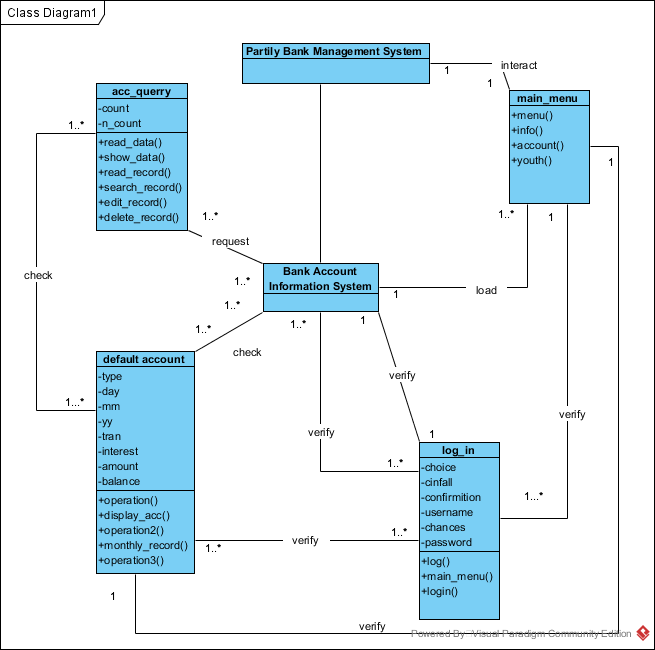 Class Diagram1
Partily Bank Management System
1
interact
1
acc_querry
-count
-n_count
+read_data()
+show_data()
+read_record()
+search_record()
+edit_record()
+delete_record()
main_menu
+menu()
+info()
+account()
+youth()
1..*
1
1..*
1..*
1
request
check
Bank Account
Information System
1..*
1
load
1..*
1..*
1..*
1
check
default account
-type
-day
-mm
-yy
-tran
-interest
-amount
-balance
+operation()
+display_acc()
+operation2()
+monthly_record()
+operation3()
verify
1...*
verify
verify
1
log_in
-choice
-cinfall
-confirmition
-username
-chances
-password
+log()
+main_menu()
+login()
1..*
1...*
1..*
verify
1..*
1
verify
Powered By Visual Paradigm Community Edition